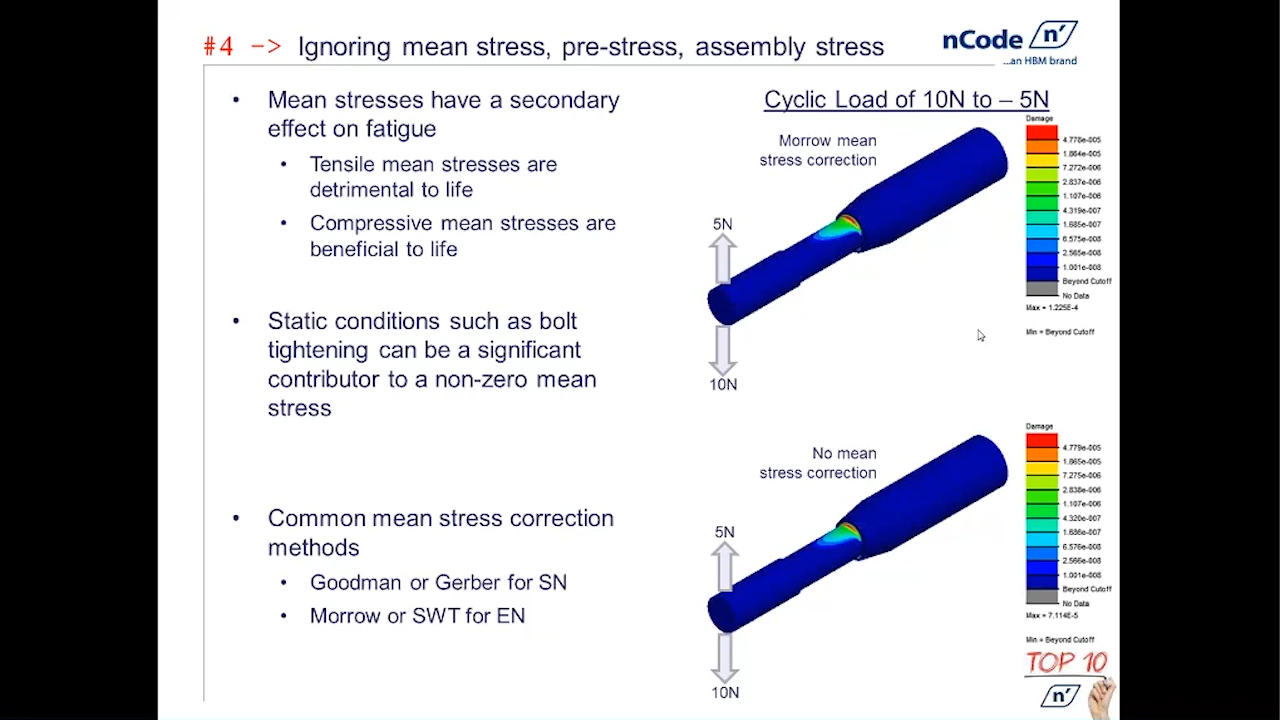 #4 -> Ignoring mean stress, pre-stress, assembly stress
nCode n'
...an HBM brand
• Mean stresses have a secondary
effect on fatigue
• Tensile mean stresses are
detrimental to life
• Compressive mean stresses are
beneficial to life
• Static conditions such as bolt
tightening can be a significant
contributor to a non-zero mean
stress
• Common mean stress correction
methods
• Goodman or Gerber for SN
• Morrow or SWT for EN
Cyclic Load of 10N to – 5N
Morrow mean
stress correction
5N
10N
Damage
4.778e-005
1.864e-005
7.272e-006
2.837e-006
1.107e-006
4.319e-007
1.685e-007
6.575e-008
2.565e-008
1.001e-008
Beyond Cutoff
No Data
Max = 1.225E-4
Min = Beyond Cutoff
No mean
stress correction
5N
10N
Damage
4.779e-005
1.865e-005
7.275e-006
2.838e-006
1.107e-006
4.320e-007
1.686e-007
6.576e-008
2.566e-008
1.001e-008
Beyond Cutoff
No Data
Max = 7.114E-5
Min = Beyond Cutoff
TOP 10
n'